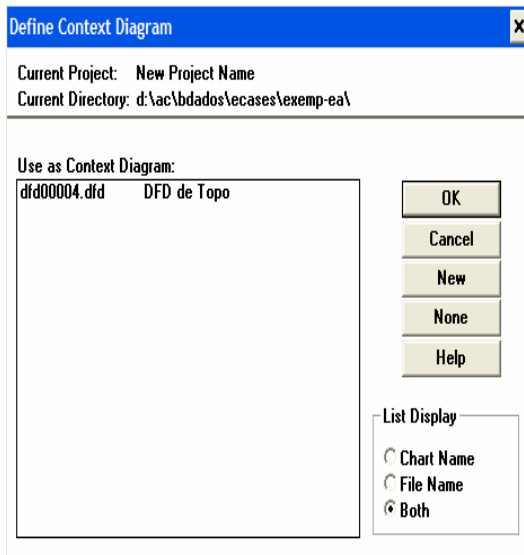 Define Context Diagram
Current Project: New Project Name
Current Directory: d:\ac\bdados\ecases\exemp-ea\
Use as Context Diagram:
dfd00004.dfd DFD de Topo
OK
Cancel
New
None
Help
List Display
Chart Name
File Name
Both